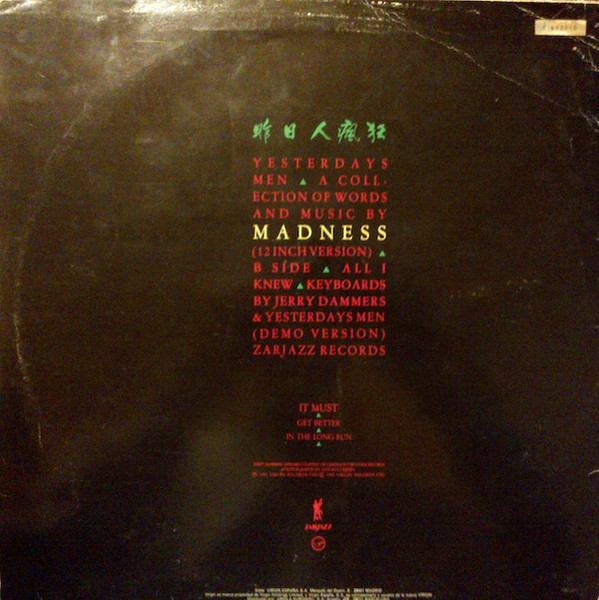 昨日人瘋狂
YESTERDAYS
MEN ▲ A COLL-
ECTION OF WORDS
AND MUSIC BY
MADNESS
(12 INCH VERSION) ▲
B SÍDE ▲ ALL I
KNEW ▲ KEYBOARDS
BY JERRY DAMMERS
& YESTERDAYS MEN
(DEMO VERSION)
ZARJAZZ RECORDS
IT MUST
▲
GET BETTER
▲
IN THE LONG RUN
▲
ZARJAZZ